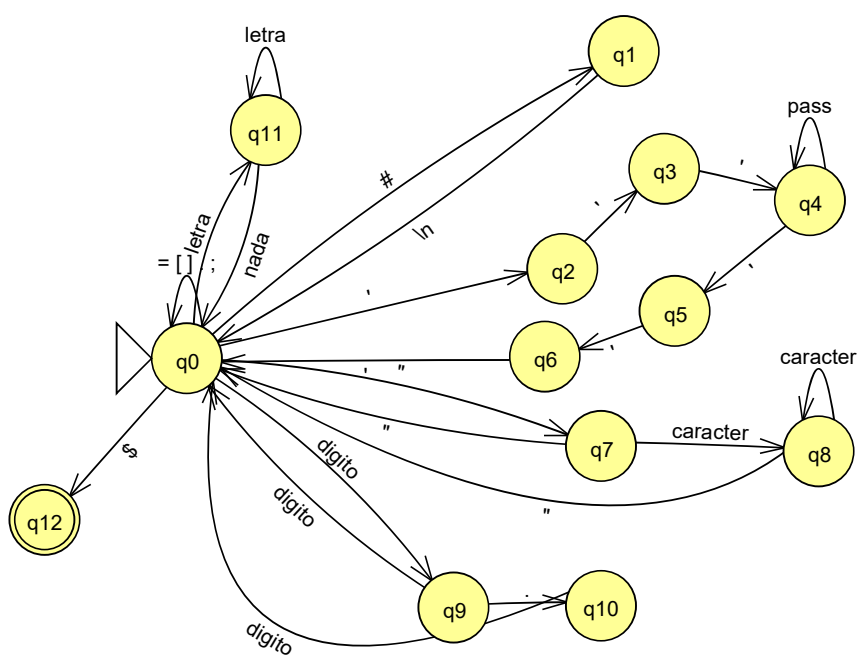 letra
q1
q11
pass
#
'
q3
q4
letra
nada
\n
'
= [ ] . ;
q2
'
'
q5
q0
q6
'
'
"
caracter
"
caracter
q7
q8
$
digito
digito
"
q12
.
q9
q10
digito